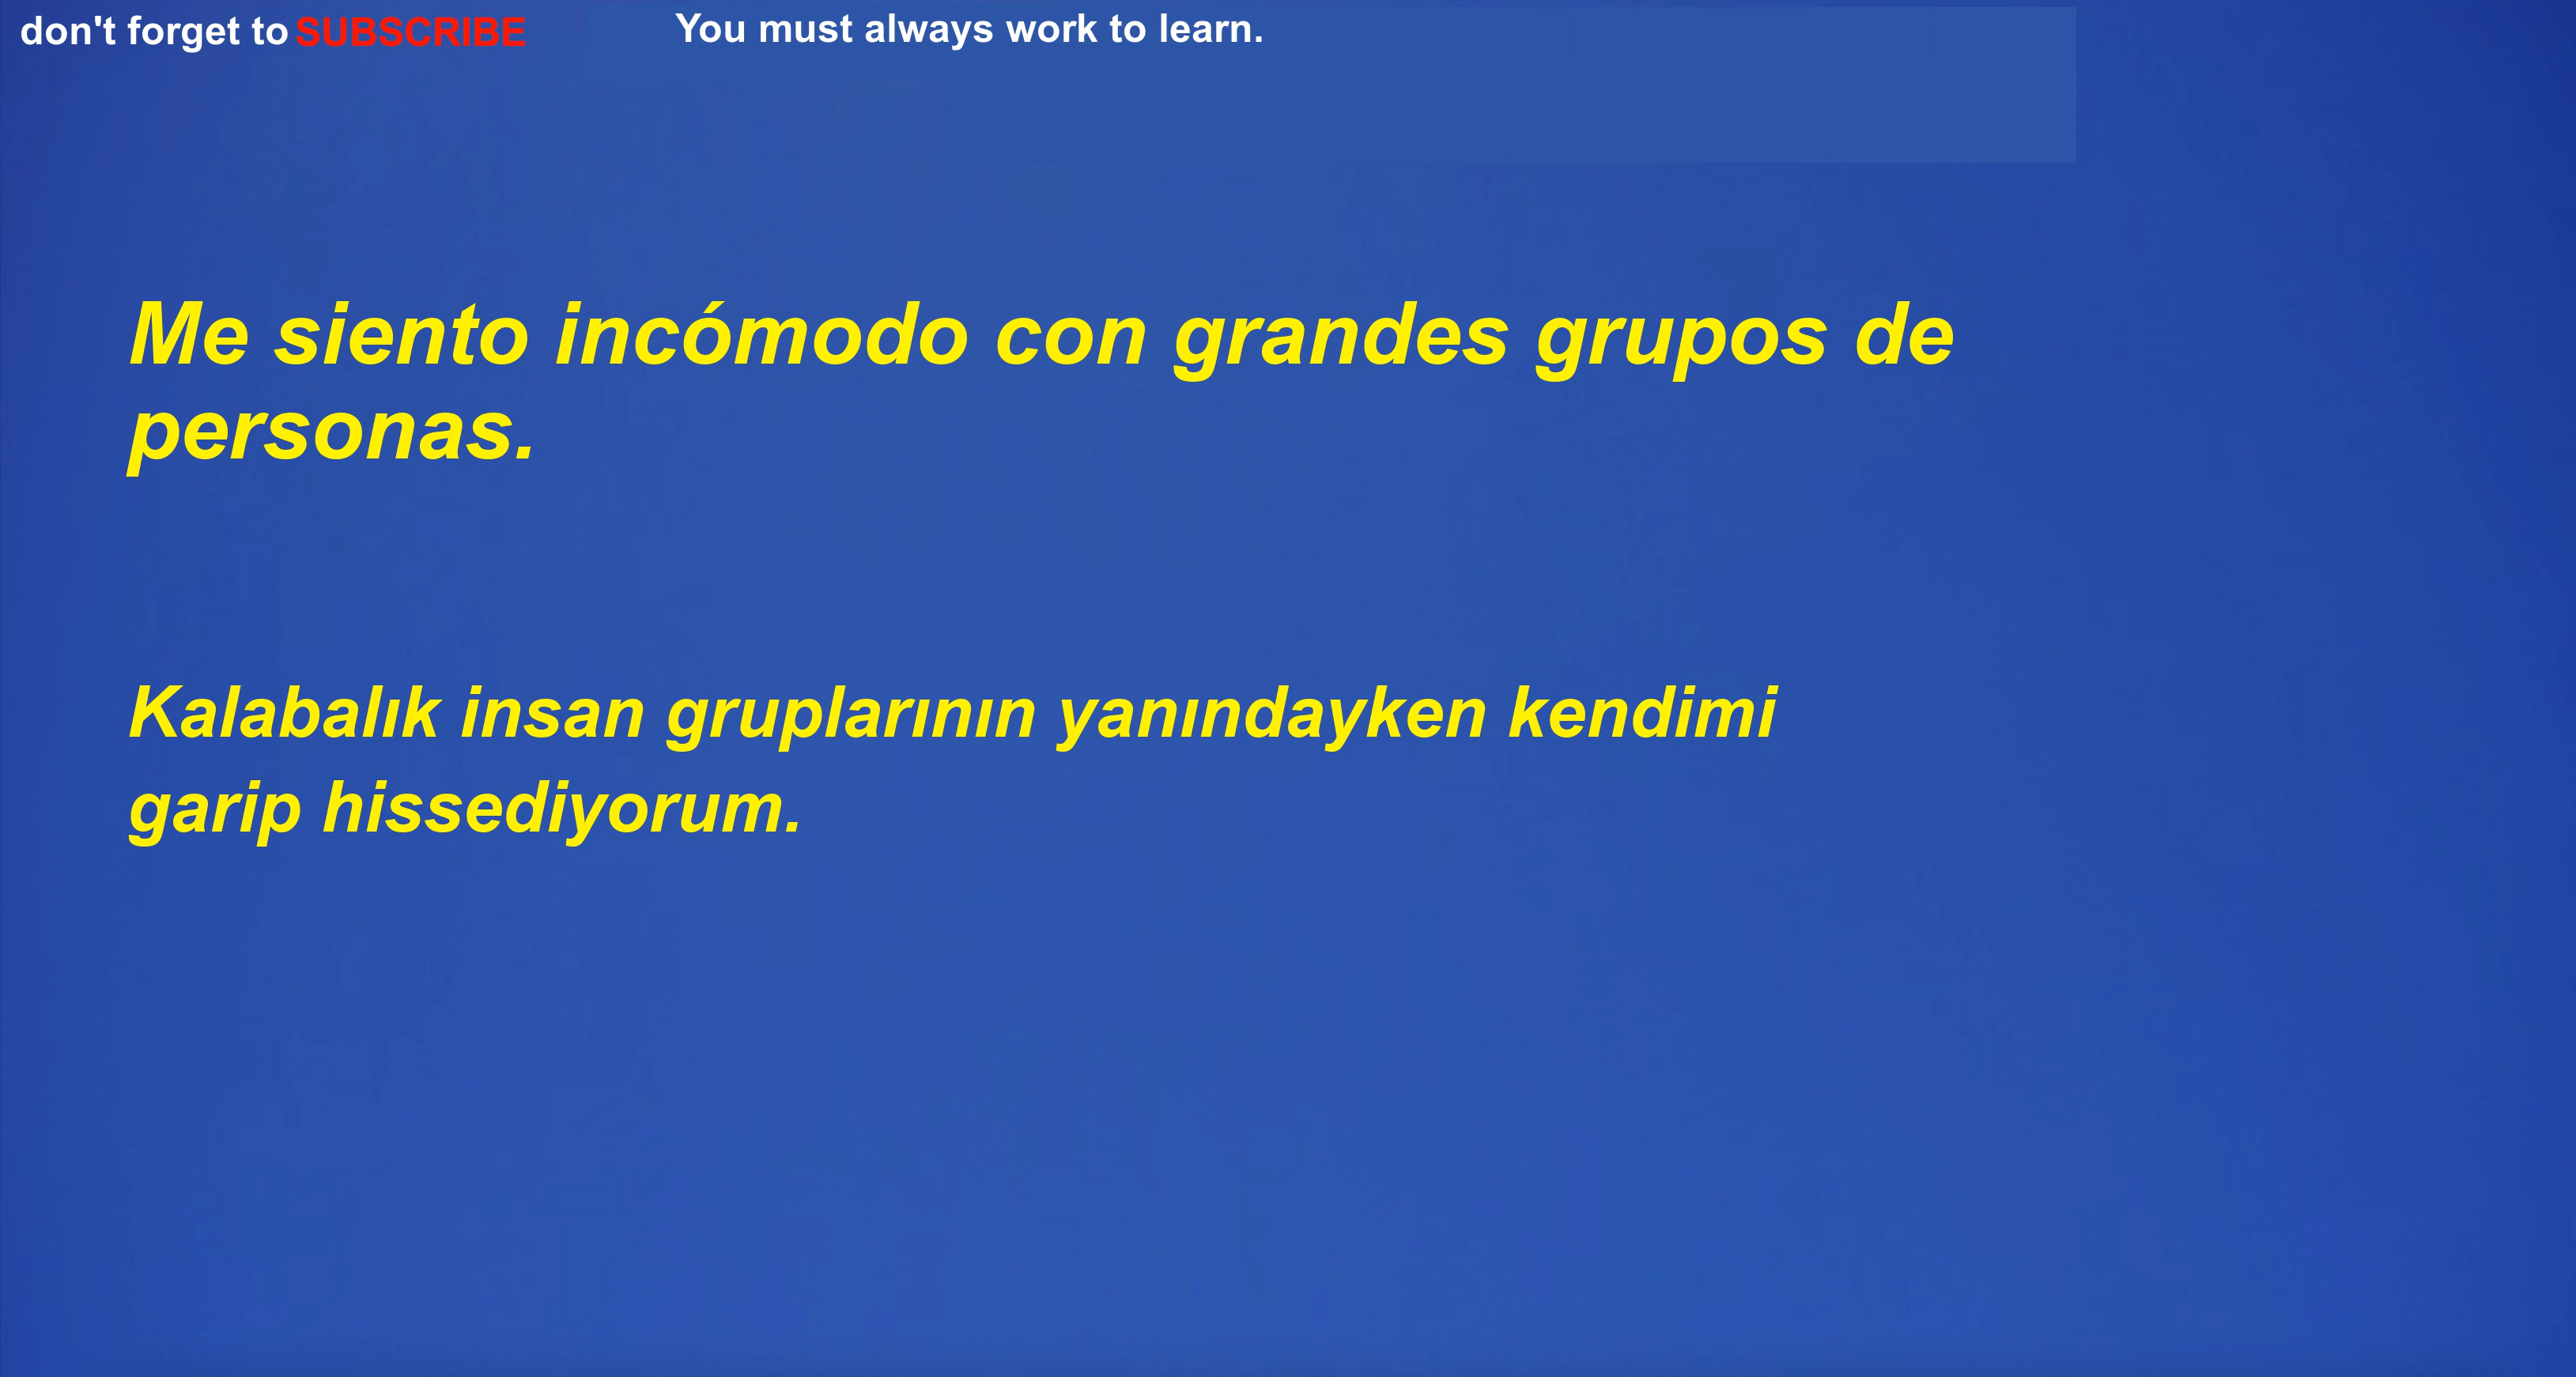 don't forget to SUBSCRIBE
You must always work to learn.
Me siento incómodo con grandes grupos de
personas.
Kalabalık insan gruplarının yanındayken kendimi
garip hissediyorum.